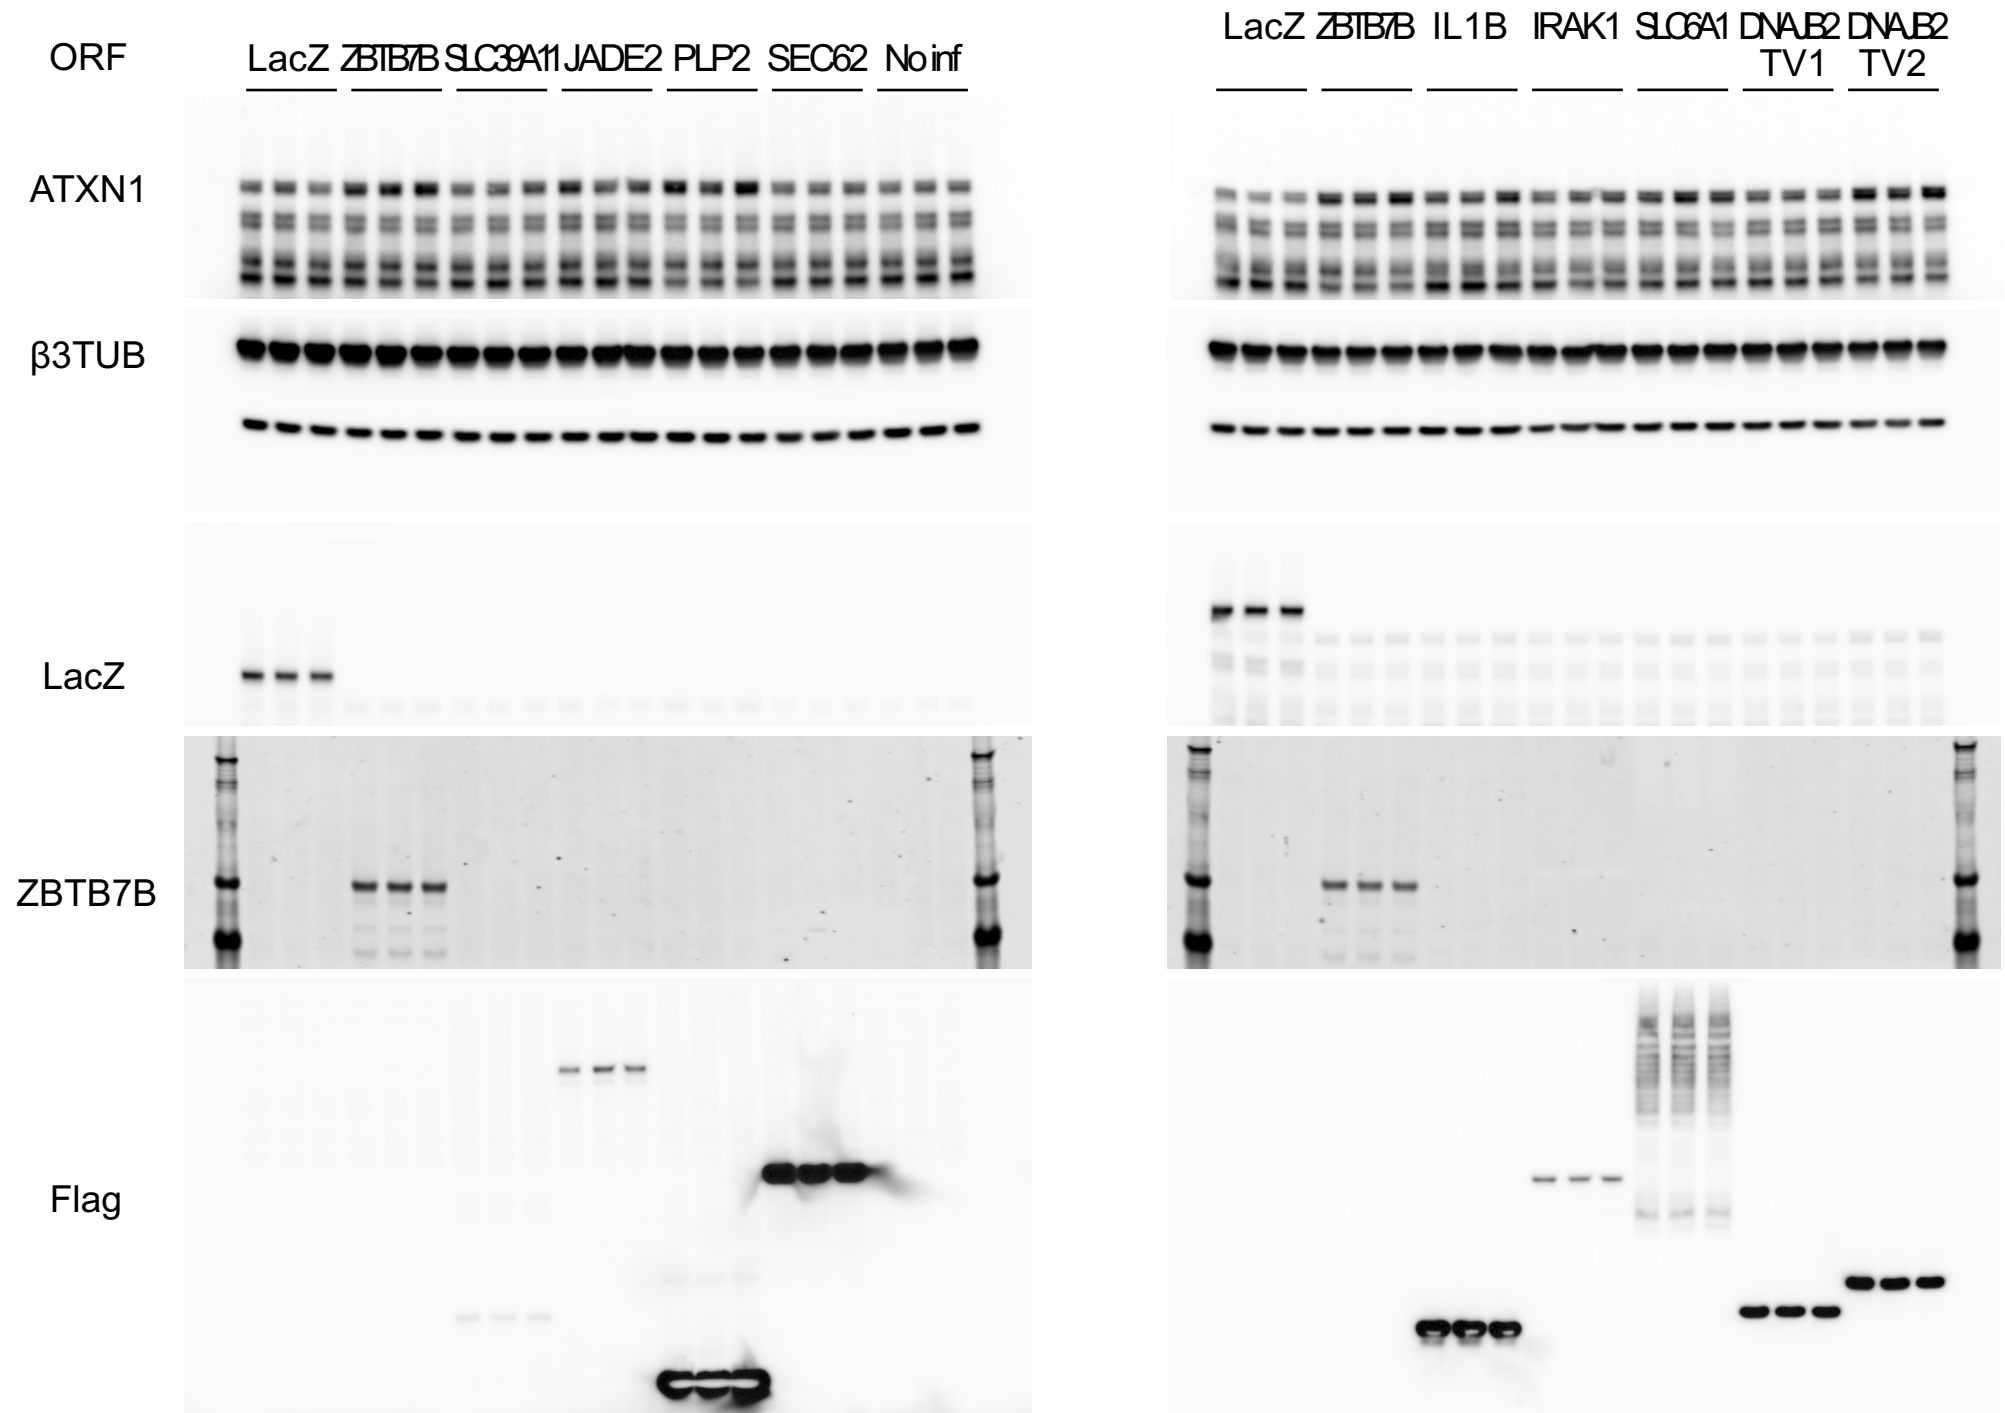 ORF
LacZ ZBTB7B SLC39A11 JADE2 PLP2 SEC62 No inf
LacZ ZBTB7B IL1B IRAK1 SLC6A1 DNAJB2 DNAJB2
TV1 TV2
ATXN1
β3TUB
LacZ
ZBTB7B
Flag